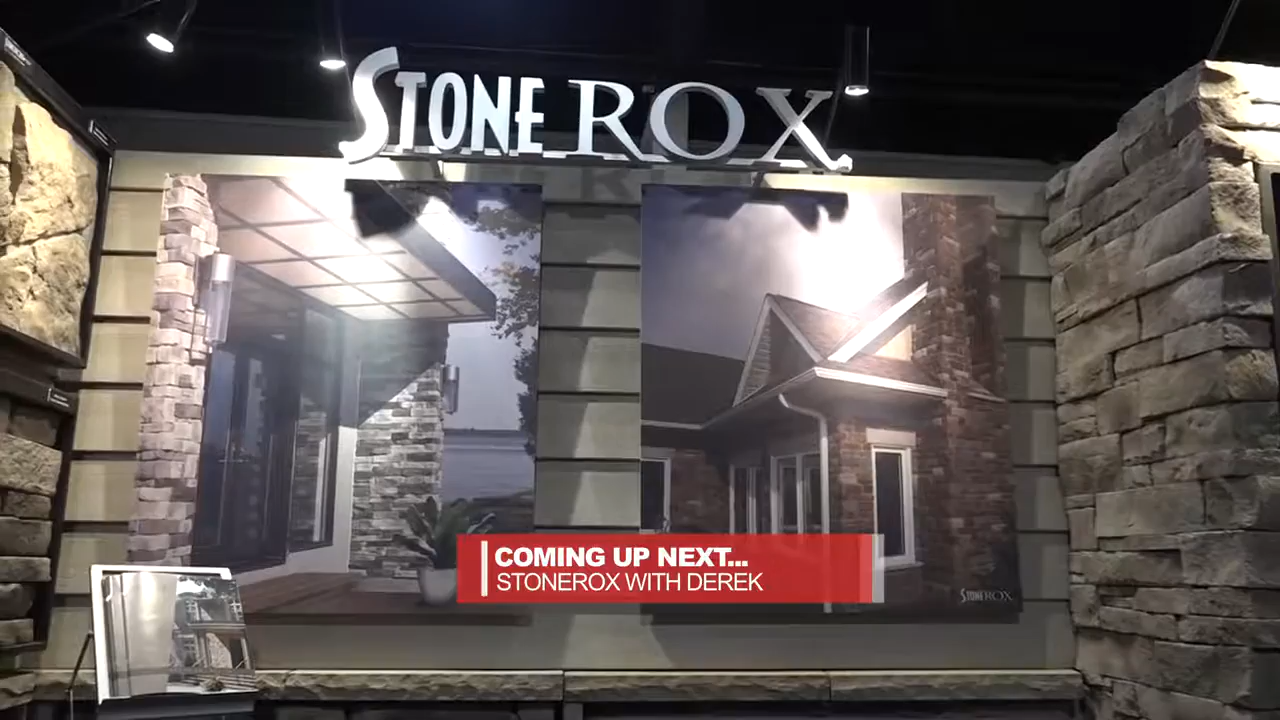 STONE ROX
COMING UP NEXT...
STONEROX WITH DEREK
STONEROX